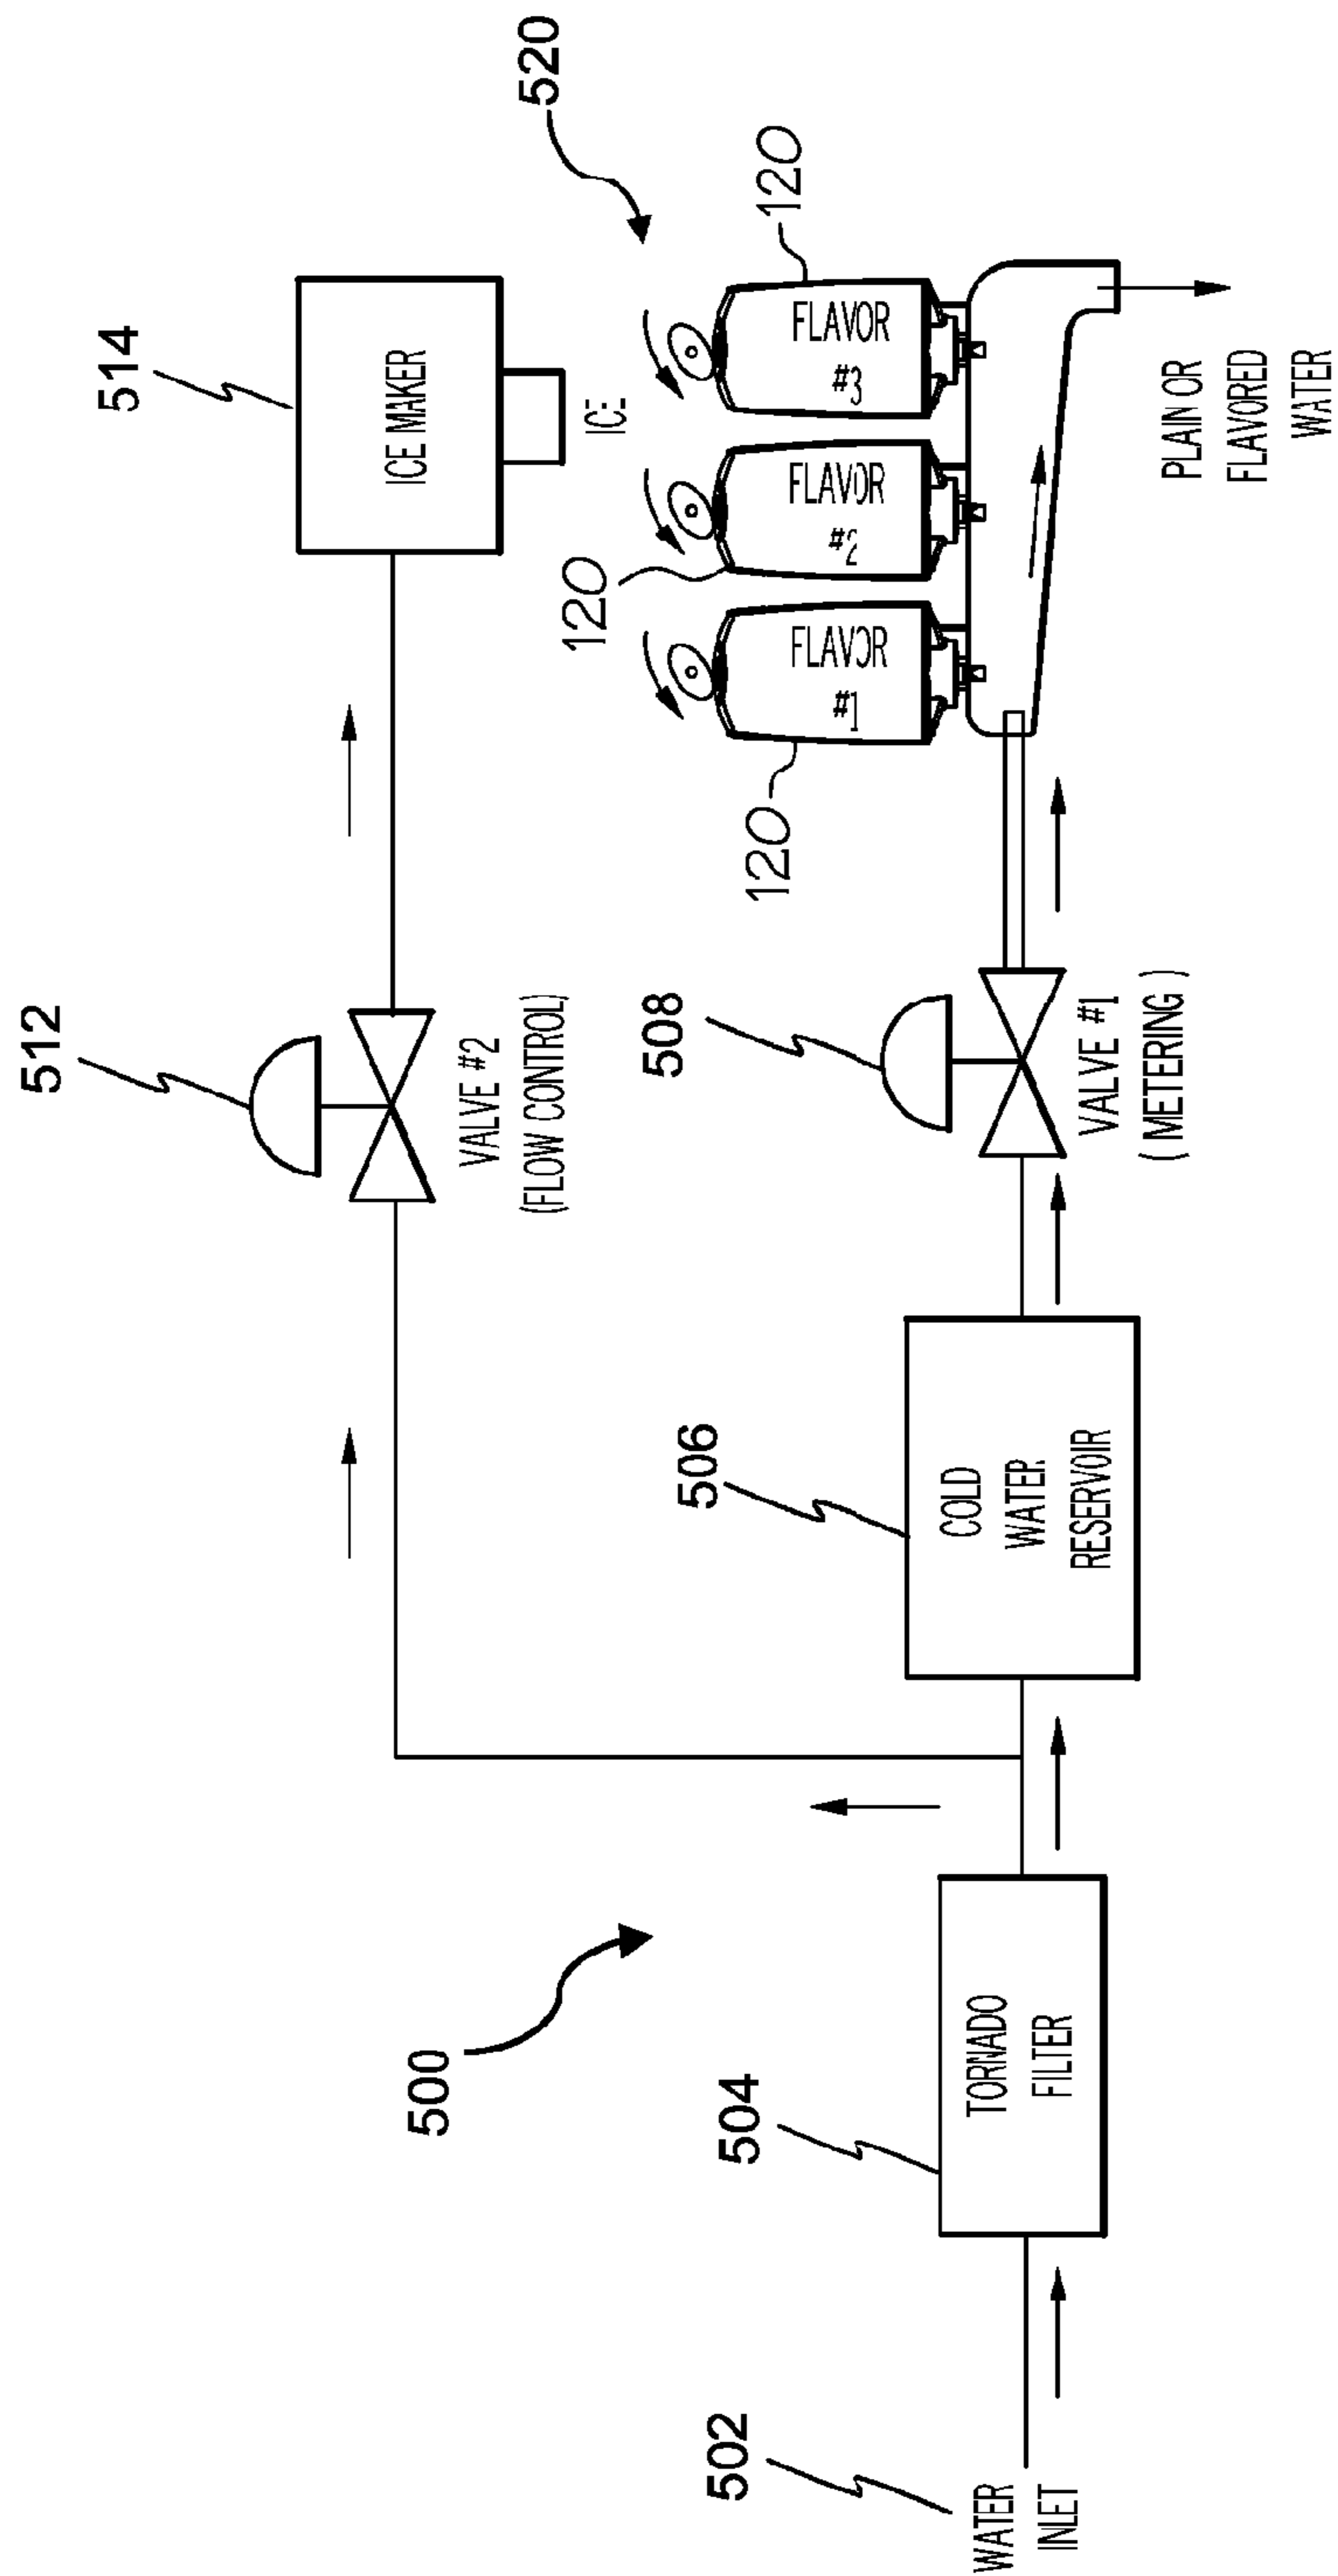 512
514
ICE MAKER
ICE
VALVE #2
(FLOW CONTROL)
520
500
120
120
120
FLAVOR
#1
FLAVOR
#2
FLAVOR
#3
502
504
506
508
WATER
INLET
TORNADO
FILTER
COLD
WATER
RESERVOIR
VALVE #1
( METERING )
PLAIN OR
FLAVORED
WATER